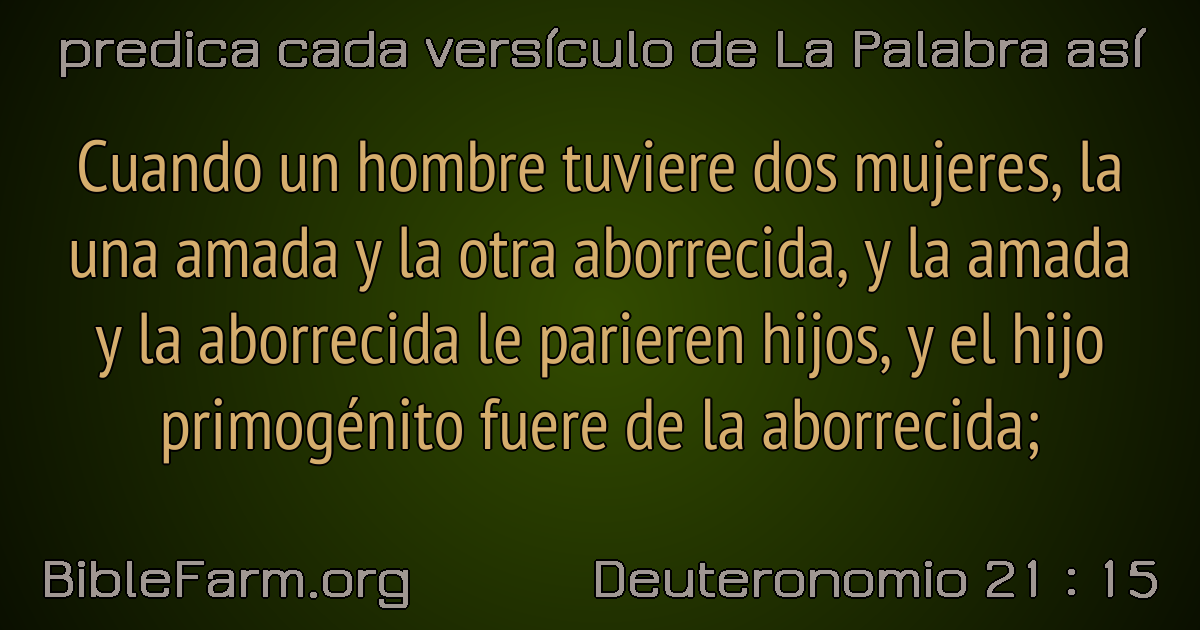 predica cada versículo de La Palabra así
Cuando un hombre tuviere dos mujeres, la
una amada y la otra aborrecida, y la amada
y la aborrecida le parieren hijos, y el hijo
primogénito fuere de la aborrecida;
BibleFarm.org
Deuteronomio 21 : 15